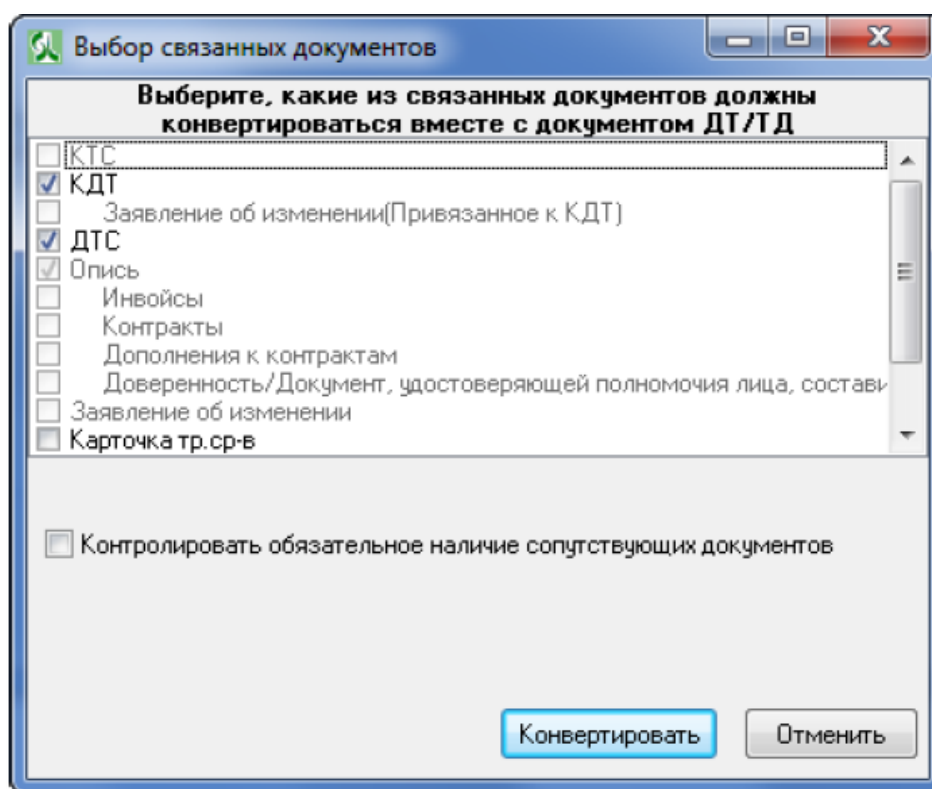 Выбор связанных документов
Выберите, какие из связанных документов должны
конвертироваться вместе с документом ДТ/ТД
КТС
КДТ
Заявление об изменении(Привязанное к КДТ)
ДТС
Опись
Инвойсы
Контракты
Дополнения к контрактам
Доверенность/Документ, удостоверяющей полномочия лица, состави
Заявление об изменении
Карточка тр.ср-в
Контролировать обязательное наличие сопутствующих документов
Конвертировать
Отменить